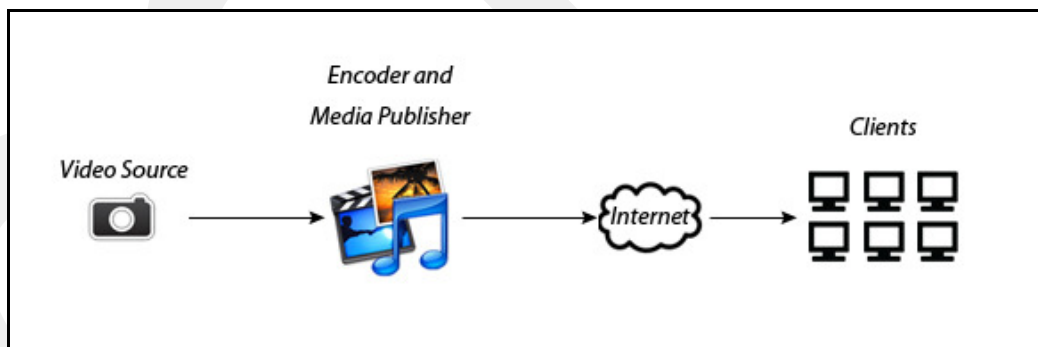 Encoder and
Media Publisher
Clients
Video Source
Internet